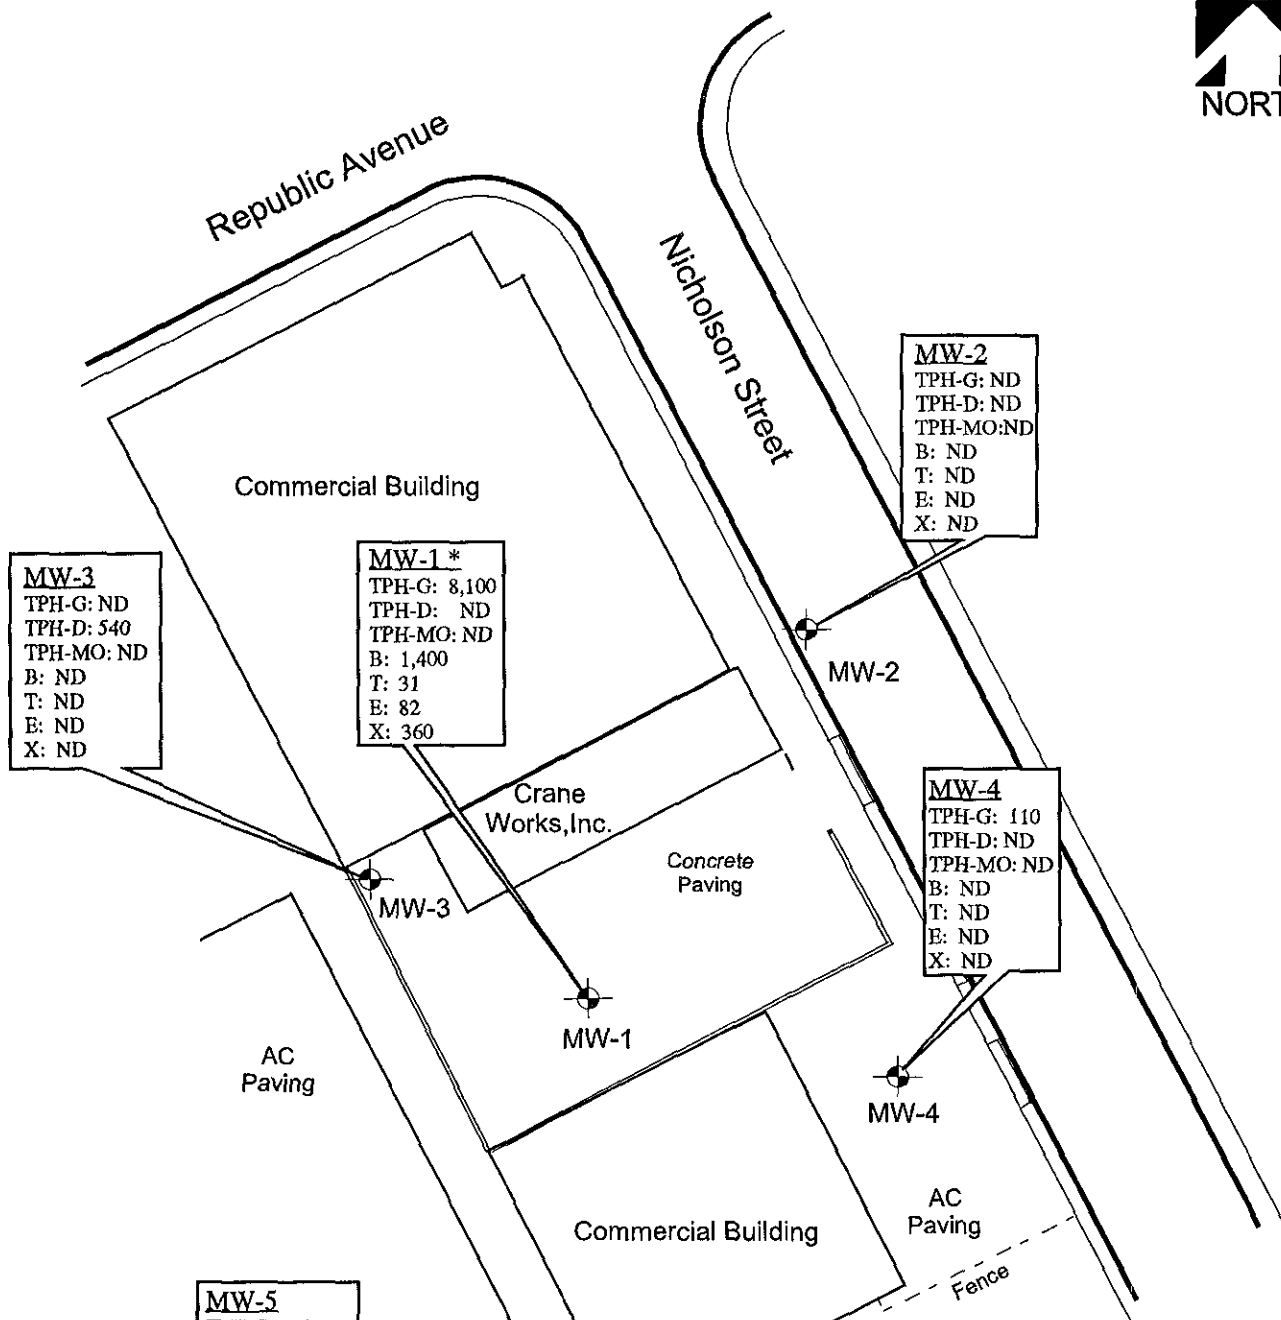 NORT
Republic Avenue
Nicholson Street
MW-2
TPH-G: ND
TPH-D: ND
TPH-MO:ND
B: ND
T: ND
E: ND
X: ND
Commercial Building
MW-3
TPH-G: ND
TPH-D: 540
TPH-MO: ND
B: ND
T: ND
E: ND
X: ND
MW-1 *
TPH-G: 8,100
TPH-D: ND
TPH-MO: ND
B: 1,400
T: 31
E: 82
X: 360
MW-2
MW-4
TPH-G: 110
TPH-D: ND
TPH-MO: ND
B: ND
T: ND
E: ND
X: ND
Crane
Works,Inc.
Concrete
Paving
MW-3
MW-1
AC
Paving
MW-4
AC
Paving
Commercial Building
Fence
MW-5